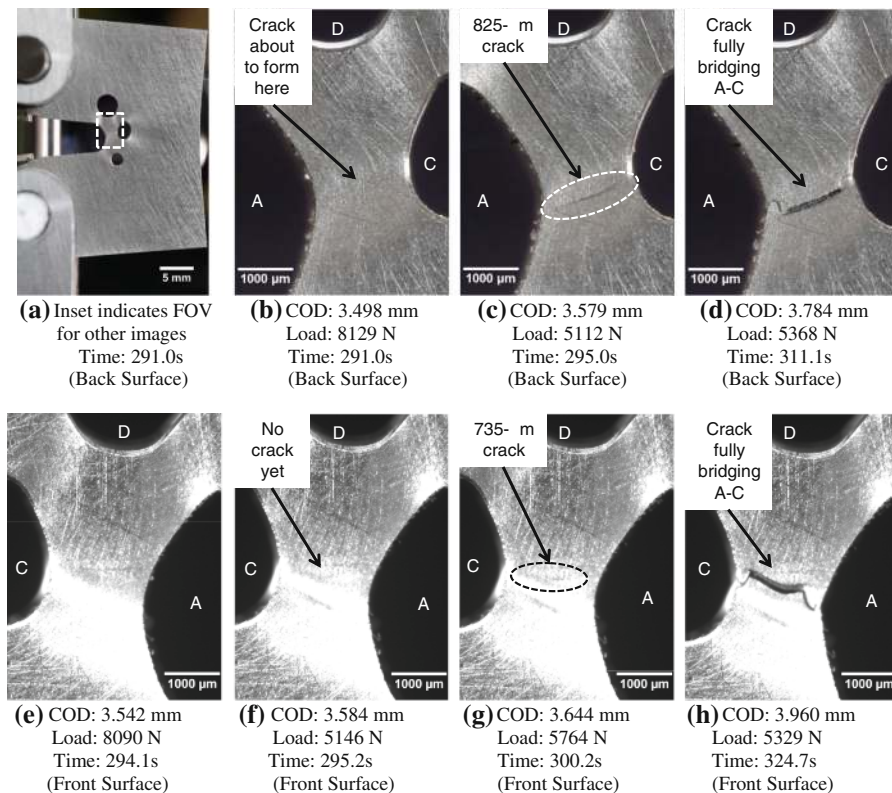 Crack
about
to form
here
D
A
C
1000 µm
825- m
crack
D
A
C
1000 µm
Crack
fully
bridging
A-C
D
A
C
1000 µm
5 mm
(a) Inset indicates FOV
for other images
Time: 291.0s
(Back Surface)
(b) COD: 3.498 mm
Load: 8129 N
Time: 291.0s
(Back Surface)
(c) COD: 3.579 mm
Load: 5112 N
Time: 295.0s
(Back Surface)
(d) COD: 3.784 mm
Load: 5368 N
Time: 311.1s
(Back Surface)
D
C
A
1000 µm
No
crack
yet
D
C
A
1000 µm
735- m
crack
D
C
A
1000 µm
Crack
fully
bridging
A-C
D
C
A
1000 µm
(e) COD: 3.542 mm
Load: 8090 N
Time: 294.1s
(Front Surface)
(f) COD: 3.584 mm
Load: 5146 N
Time: 295.2s
(Front Surface)
(g) COD: 3.644 mm
Load: 5764 N
Time: 300.2s
(Front Surface)
(h) COD: 3.960 mm
Load: 5329 N
Time: 324.7s
(Front Surface)